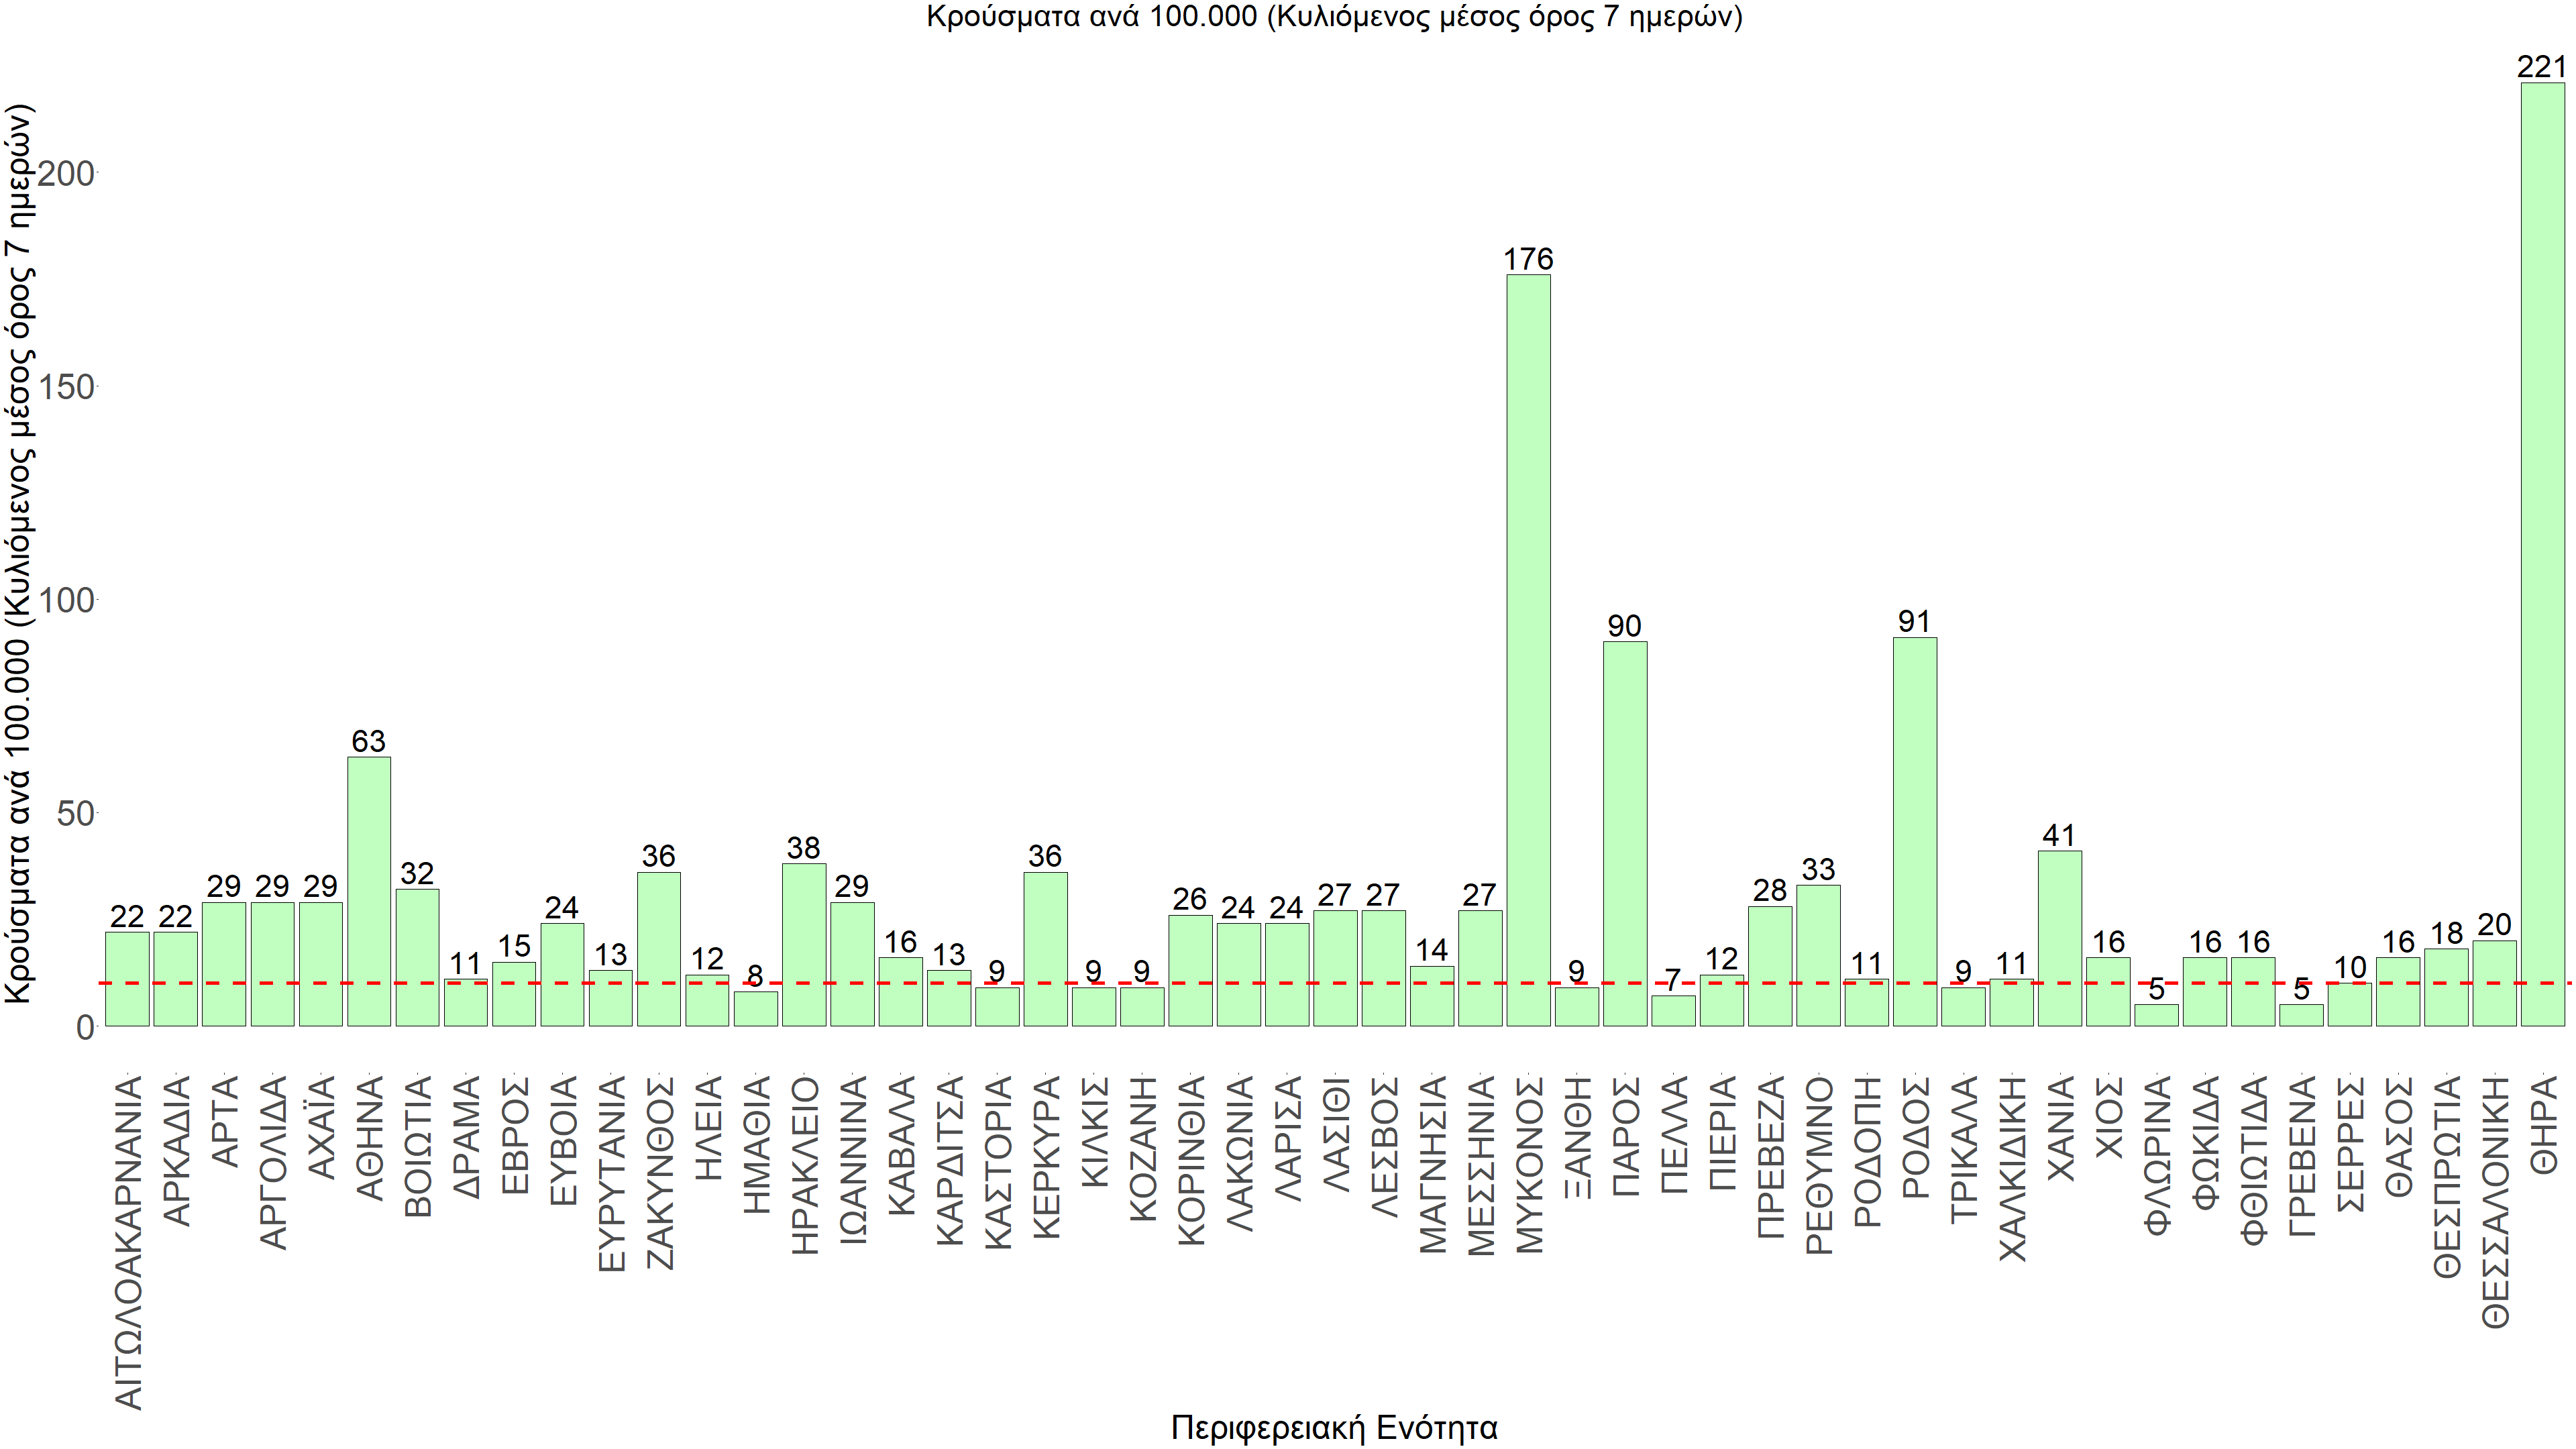 Κρούσματα ανά 100.000 (Κυλιόμενος μέσος όρος 7 ημερών)
Κρούσματα ανά 100.000 (Κυλιόμενος μέσος όρος 7 ημερών)
200
150
100
50
0
22
22
29
29
29
63
32
11
15
24
13
36
12
8
38
29
16
13
9
36
9
9
26
24
24
27
27
14
27
176
9
90
7
12
28
33
11
91
9
11
41
16
5
16
16
5
10
16
18
20
221
ΑΙΤΩΛΟΑΚΑΡΝΑΝΙΑ
ΑΡΚΑΔΙΑ
ΑΡΤΑ
ΑΡΓΟΛΙΔΑ
ΑΧΑΪΑ
ΑΘΗΝΑ
ΒΟΙΩΤΙΑ
ΔΡΑΜΑ
ΕΒΡΟΣ
ΕΥΒΟΙΑ
ΕΥΡΥΤΑΝΙΑ
ΖΑΚΥΝΘΟΣ
ΗΛΕΙΑ
ΗΜΑΘΙΑ
ΗΡΑΚΛΕΙΟ
ΙΩΑΝΝΙΝΑ
ΚΑΒΑΛΑ
ΚΑΡΔΙΤΣΑ
ΚΑΣΤΟΡΙΑ
ΚΕΡΚΥΡΑ
ΚΙΛΚΙΣ
ΚΟΖΑΝΗ
ΚΟΡΙΝΘΙΑ
ΛΑΚΩΝΙΑ
ΛΑΡΙΣΑ
ΛΑΣΙΘΙ
ΛΕΣΒΟΣ
ΜΑΓΝΗΣΙΑ
ΜΕΣΣΗΝΙΑ
ΜΥΚΟΝΟΣ
ΞΑΝΘΗ
ΠΑΡΟΣ
ΠΕΛΛΑ
ΠΙΕΡΙΑ
ΠΡΕΒΕΖΑ
ΡΕΘΥΜΝΟ
ΡΟΔΟΠΗ
ΡΟΔΟΣ
ΤΡΙΚΑΛΑ
ΧΑΛΚΙΔΙΚΗ
ΧΑΝΙΑ
ΧΙΟΣ
ΦΛΩΡΙΝΑ
ΦΩΚΙΔΑ
ΦΘΙΩΤΙΔΑ
ΓΡΕΒΕΝΑ
ΣΕΡΡΕΣ
ΘΑΣΟΣ
ΘΕΣΠΡΩΤΙΑ
ΘΕΣΣΑΛΟΝΙΚΗ
ΘΗΡΑ
Περιφερειακή Ενότητα